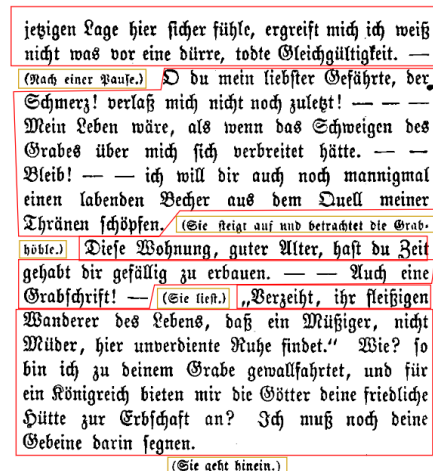 jetzigen Lage hier sicher fühle, ergreift mich ich weiß
nicht was vor eine dürre, todte Gleichgültigkeit. —
(Nach einer Pause.) O du mein liebster Gefährte, der
Schmerz! verlaß mich nicht noch zuletzt! — — —
Mein Leben wäre, als wenn das Schweigen des
Grabes über mich sich verbreitet hätte. — —
Bleib! — — ich will dir auch noch mannigmal
einen labenden Becher aus dem Quell meiner
Thränen schöpfen. (Sie steigt auf und betrachtet die Grab-
höhle.) Diese Wohnung, guter Alter, hast du Zeit
gehabt dir gefällig zu erbauen. — — Auch eine
Grabschrift! — (Sie liest.) „Verzeiht, ihr fleißigen
Wanderer des Lebens, daß ein Müßiger, nicht
Müder, hier unverdiente Ruhe findet.“ Wie? so
bin ich zu deinem Grabe gewallfahrtet, und für
ein Königreich bieten mir die Götter deine friedliche
Hütte zur Erbschaft an? Ich muß noch deine
Gebeine darin segnen.
(Sie geht hinein.)